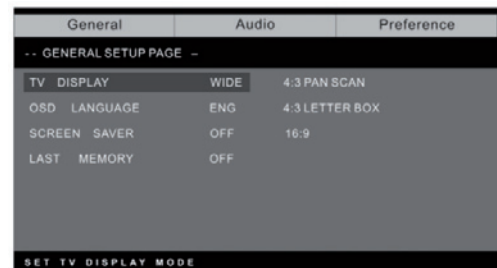 General Audio Preference
-- GENERAL SETUP PAGE –
TV DISPLAY WIDE 4:3 PAN SCAN
OSD LANGUAGE ENG 4:3 LETTER BOX
SCREEN SAVER OFF 16:9
LAST MEMORY OFF
SET TV DISPLAY MODE